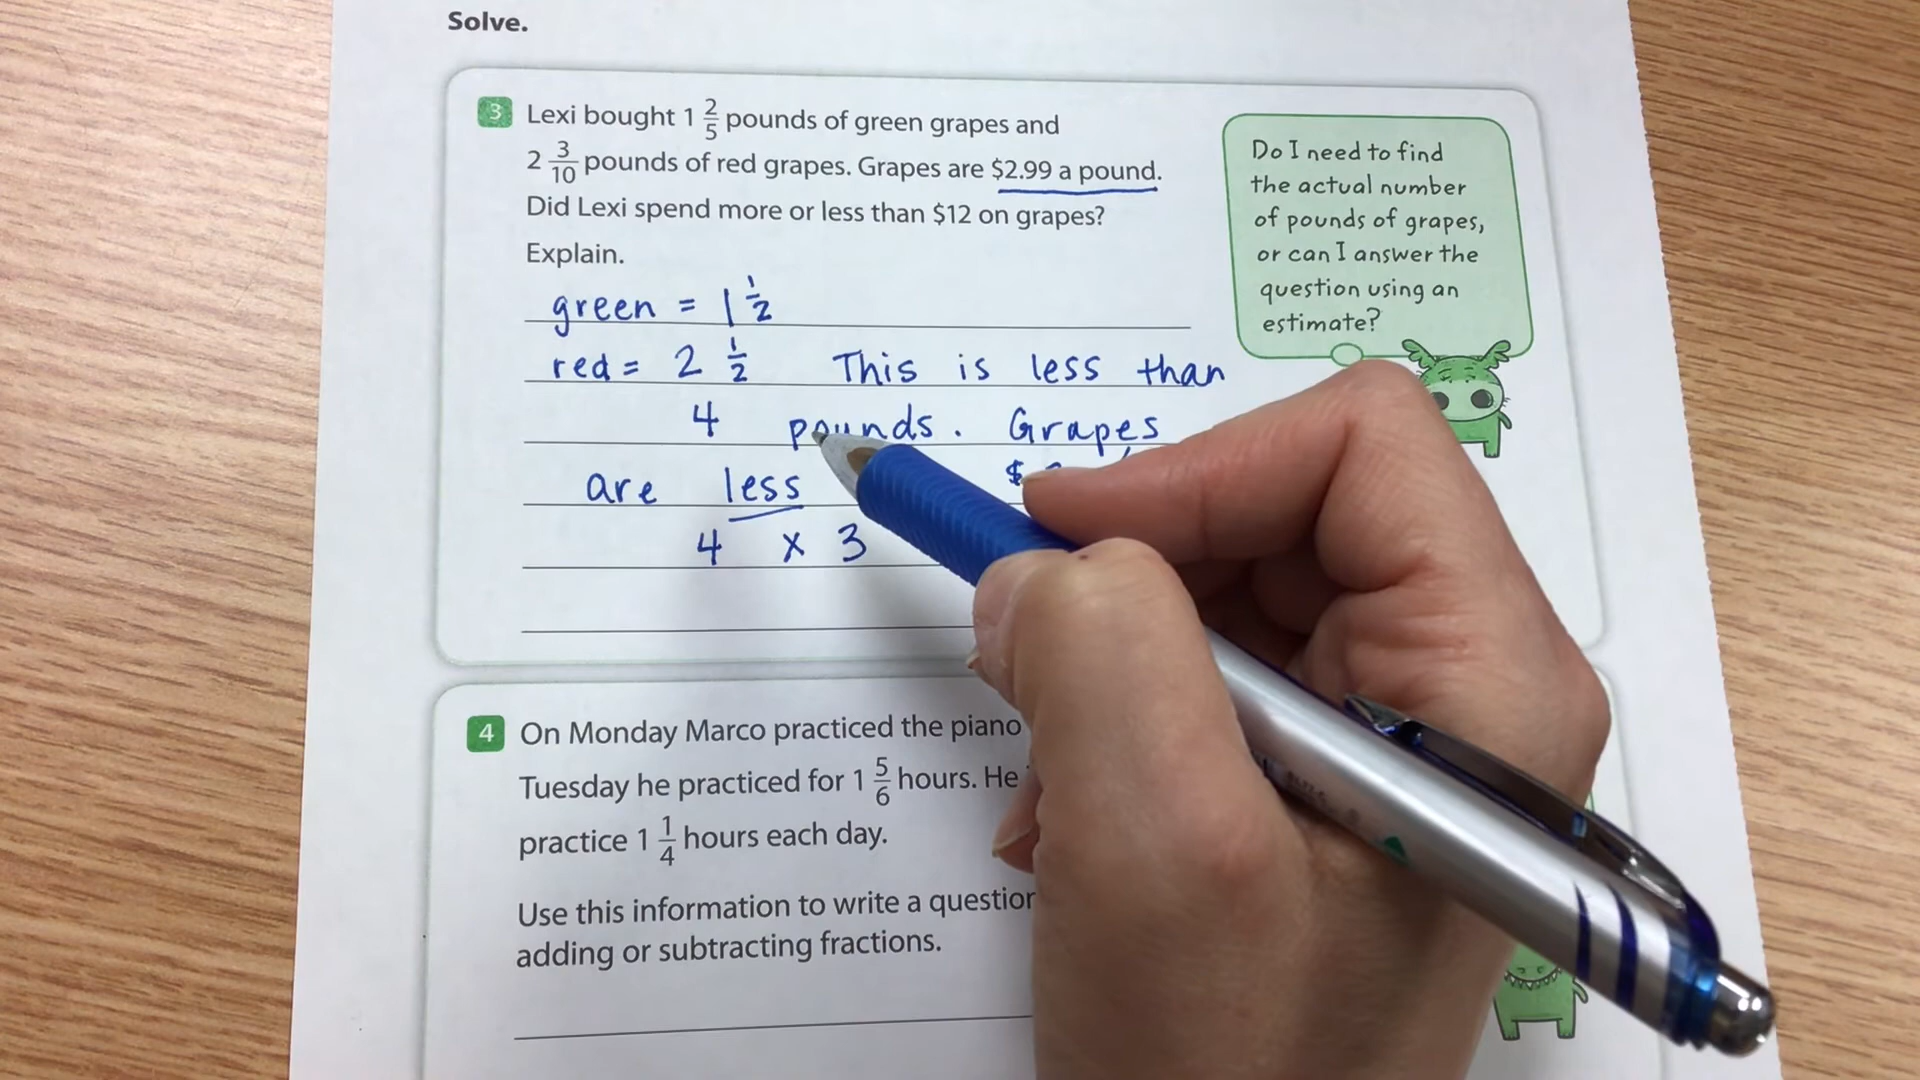 Solve.
3 Lexi bought 1 2/5 pounds of green grapes and
2 3/10 pounds of red grapes. Grapes are $2.99 a pound.
Did Lexi spend more or less than $12 on grapes?
Explain.
green = 1 1/2
red = 2 1/2 This is less than
4 pounds. Grapes
are less $
4 x 3
Do I need to find
the actual number
of pounds of grapes,
or can I answer the
question using an
estimate?
4 On Monday Marco practiced the piano
Tuesday he practiced for 1 5/6 hours. He
practice 1 1/4 hours each day.
Use this information to write a question
adding or subtracting fractions.